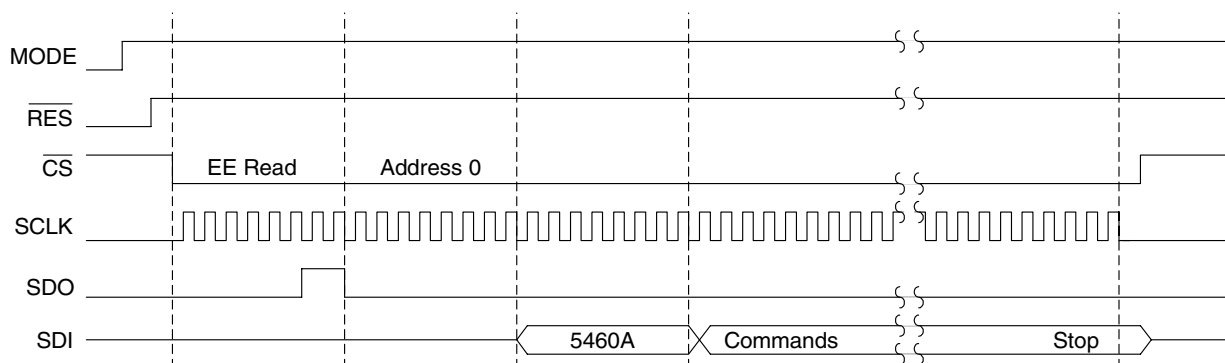 MODE
RES
CS
EE Read
Address 0
SCLK
SDO
SDI
5460A
Commands
Stop